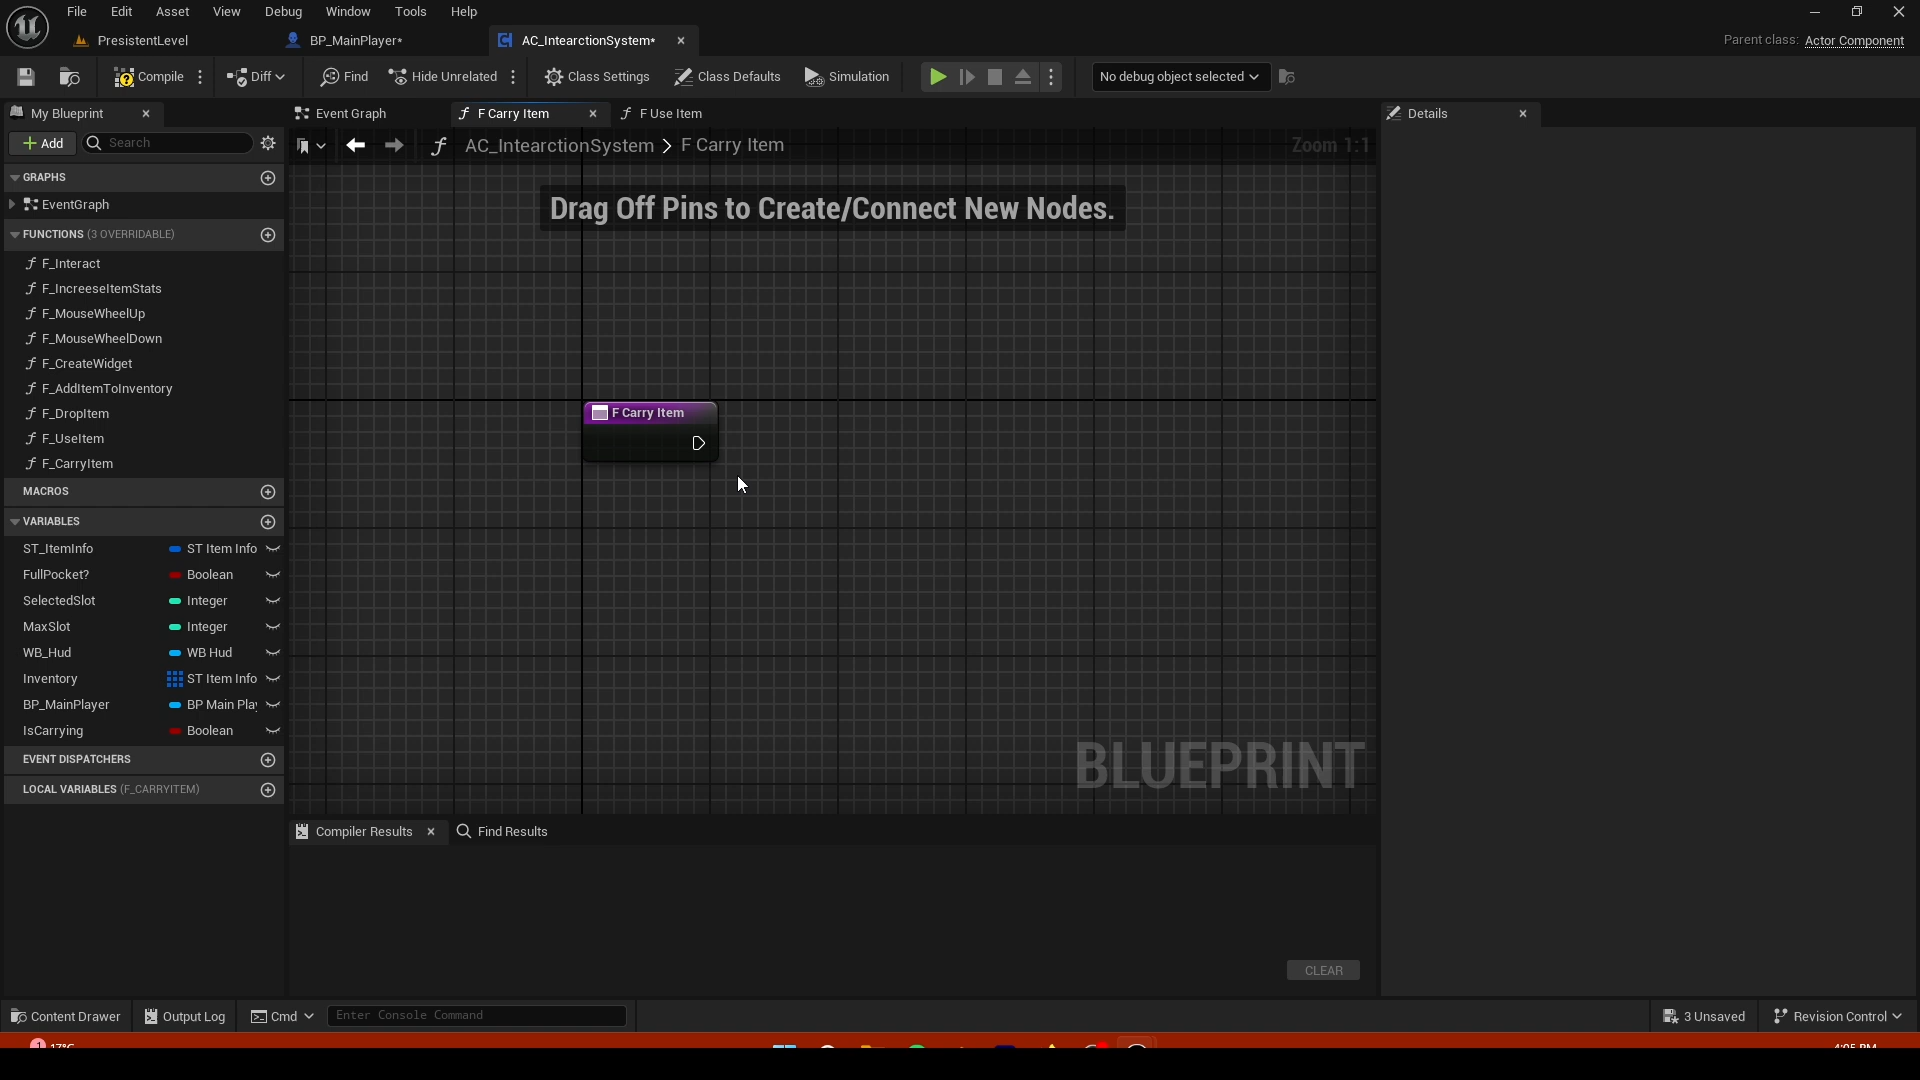 File Edit Asset View Debug Window Tools Help
PresistentLevel BP_MainPlayer* AC_IntearctionSystem* Parent class: Actor Component
Compile Diff Find Hide Unrelated Class Settings Class Defaults Simulation No debug object selected
My Blueprint Event Graph F Carry Item F Use Item Details
Add Search AC_IntearctionSystem > F Carry Item Zoom 1:1
GRAPHS
EventGraph
Drag Off Pins to Create/Connect New Nodes.
FUNCTIONS (3 OVERRIDABLE)
F_Interact
F_IncreeseItemStats
F_MouseWheelUp
F_MouseWheelDown
F_CreateWidget
F_AddItemToInventory
F_DropItem
F Carry Item
F_UseItem
F_CarryItem
MACROS
VARIABLES
ST_ItemInfo ST Item Info
FullPocket? Boolean
SelectedSlot Integer
MaxSlot Integer
WB_Hud WB Hud
Inventory ST Item Info
BP_MainPlayer BP Main Play
IsCarrying Boolean
BLUEPRINT
EVENT DISPATCHERS
LOCAL VARIABLES (F_CARRYITEM)
Compiler Results Find Results
CLEAR
Content Drawer Output Log Cmd Enter Console Command 3 Unsaved Revision Control
1 17°C 4:05 PM